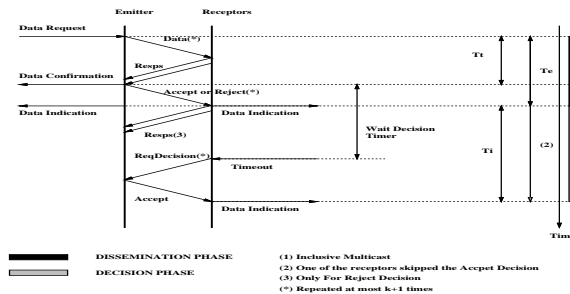 Emitter Receptors
Data Request
Data(*)
Tt
Te
Resps
Data Confirmation
Accept or Reject(*)
Data Indication
Data Indication
Wait Decision
Timer
Resps(3)
Ti
(2)
ReqDecision(*)
Timeout
Accept
Data Indication
Tim
DISSEMINATION PHASE
DECISION PHASE
(1) Inclusive Multicast
(2) One of the receptors skipped the Accpet Decision
(3) Only For Reject Decision
(*) Repeated at most k+1 times